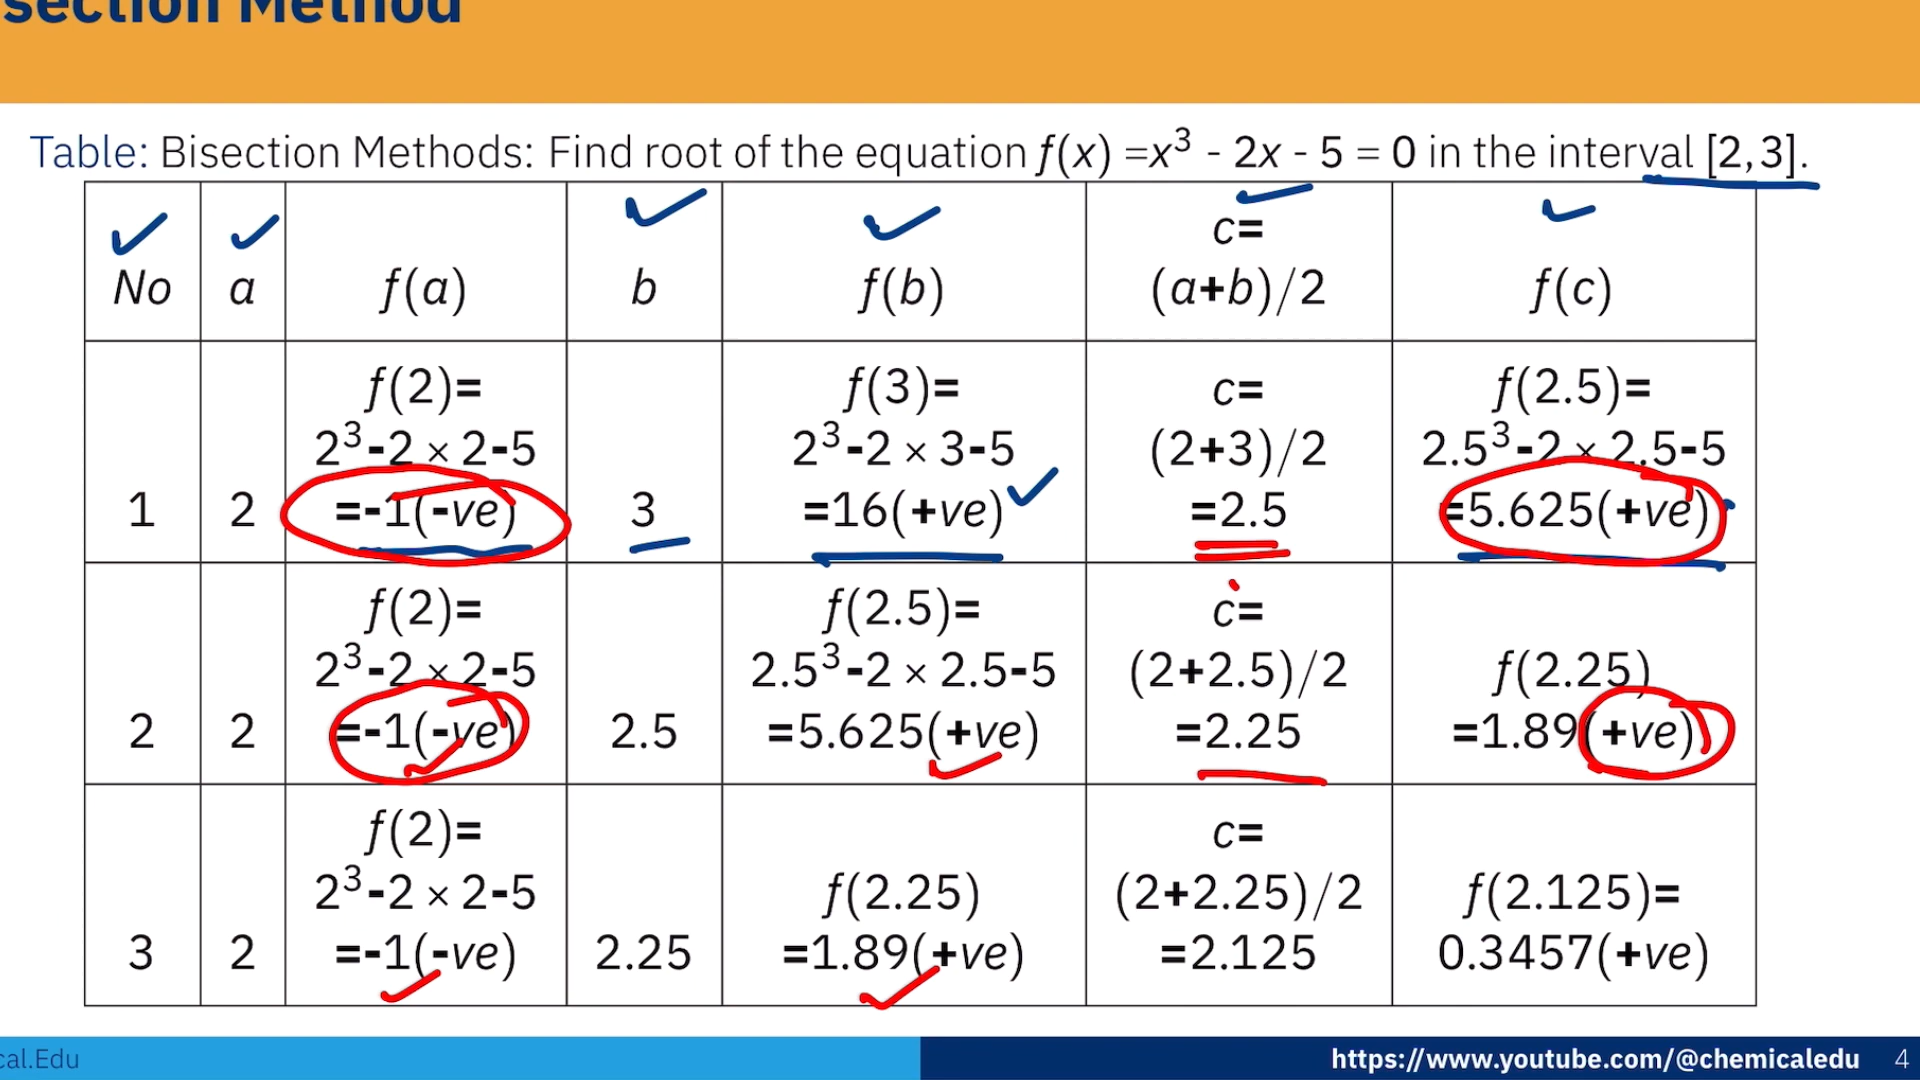 section Method
Table: Bisection Methods: Find root of the equation f(x) =x³ - 2x - 5 = 0 in the interval [2,3].
No a f(a) b f(b) c= (a+b)/2 f(c)
f(2)= f(3)= c= f(2.5)=
2³-2 × 2-5 2³-2 × 3-5 (2+3)/2 2.5³-2 × 2.5-5
1 2 =-1(-ve) 3 =16(+ve) =2.5 =5.625(+ve)
f(2)= f(2.5)= c=
2³-2 × 2-5 2.5³-2 × 2.5-5 (2+2.5)/2 f(2.25)
2 2 =-1(-ve) 2.5 =5.625(+ve) =2.25 =1.89(+ve)
f(2)= c=
2³-2 × 2-5 f(2.25) (2+2.25)/2 f(2.125)=
3 2 =-1(-ve) 2.25 =1.89(+ve) =2.125 0.3457(+ve)
cal.Edu https://www.youtube.com/@chemicaledu 4